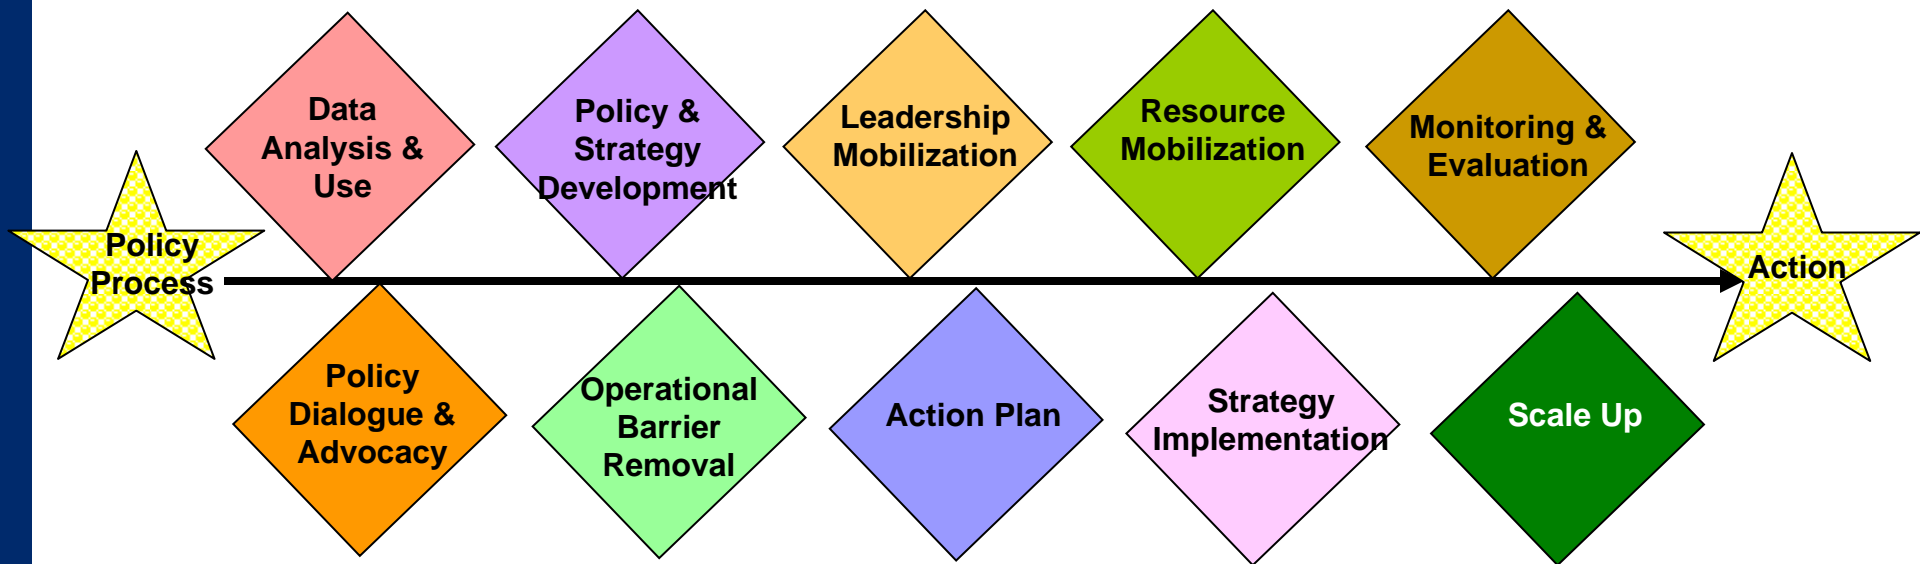 Data
Analysis &
Use
Policy &
Strategy
Development
Leadership
Mobilization
Resource
Mobilization
Monitoring &
Evaluation
Policy
Process
Action
Policy
Dialogue &
Advocacy
Operational
Barrier
Removal
Action Plan
Strategy
Implementation
Scale Up